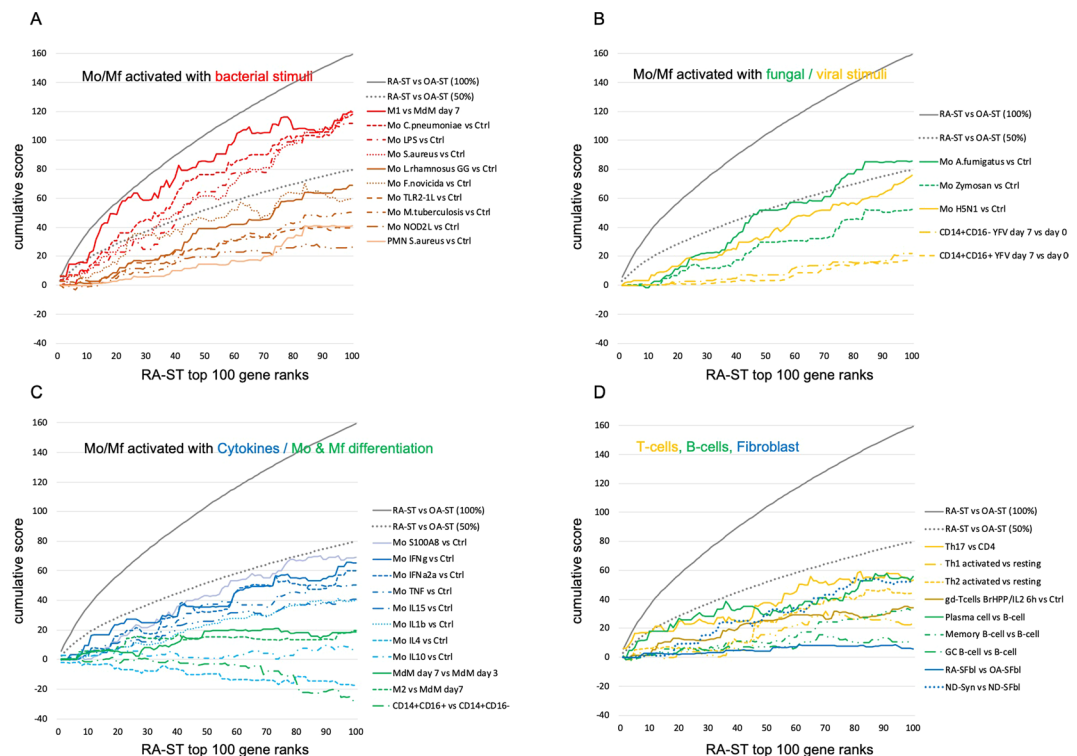 A
Mo/Mf activated with bacterial stimuli
cumulative score
160
140
120
100
80
60
40
20
0
-20
-40
0 10 20 30 40 50 60 70 80 90 100
RA-ST top 100 gene ranks
RA-ST vs OA-ST (100%)
RA-ST vs OA-ST (50%)
M1 vs MdM day 7
Mo C.pneumoniae vs Ctrl
Mo LPS vs Ctrl
Mo S.aureus vs Ctrl
Mo L.rhamnosus GG vs Ctrl
Mo F.novicida vs Ctrl
Mo TLR2-1L vs Ctrl
Mo M.tuberculosis vs Ctrl
Mo NOD2L vs Ctrl
PMN S.aureus vs Ctrl
B
Mo/Mf activated with fungal / viral stimuli
cumulative score
160
140
120
100
80
60
40
20
0
-20
-40
0 10 20 30 40 50 60 70 80 90 100
RA-ST top 100 gene ranks
RA-ST vs OA-ST (100%)
RA-ST vs OA-ST (50%)
Mo A.fumigatus vs Ctrl
Mo Zymosan vs Ctrl
Mo H5N1 vs Ctrl
CD14+CD16- YFV day 7 vs day 0
CD14+CD16+ YFV day 7 vs day 0
C
Mo/Mf activated with Cytokines / Mo & Mf differentiation
cumulative score
160
140
120
100
80
60
40
20
0
-20
-40
0 10 20 30 40 50 60 70 80 90 100
RA-ST top 100 gene ranks
RA-ST vs OA-ST (100%)
RA-ST vs OA-ST (50%)
Mo S100A8 vs Ctrl
Mo IFNg vs Ctrl
Mo IFNa2a vs Ctrl
Mo TNF vs Ctrl
Mo IL15 vs Ctrl
Mo IL1b vs Ctrl
Mo IL4 vs Ctrl
Mo IL10 vs Ctrl
MdM day 7 vs MdM day 3
M2 vs MdM day7
CD14+CD16+ vs CD14+CD16-
D
T-cells, B-cells, Fibroblast
cumulative score
160
140
120
100
80
60
40
20
0
-20
-40
0 10 20 30 40 50 60 70 80 90 100
RA-ST top 100 gene ranks
RA-ST vs OA-ST (100%)
RA-ST vs OA-ST (50%)
Th17 vs CD4
Th1 activated vs resting
Th2 activated vs resting
gd-Tcells BrHPP/IL2 6h vs Ctrl
Plasma cell vs B-cell
Memory B-cell vs B-cell
GC B-cell vs B-cell
RA-SFbl vs OA-SFbl
ND-Syn vs ND-SFbl